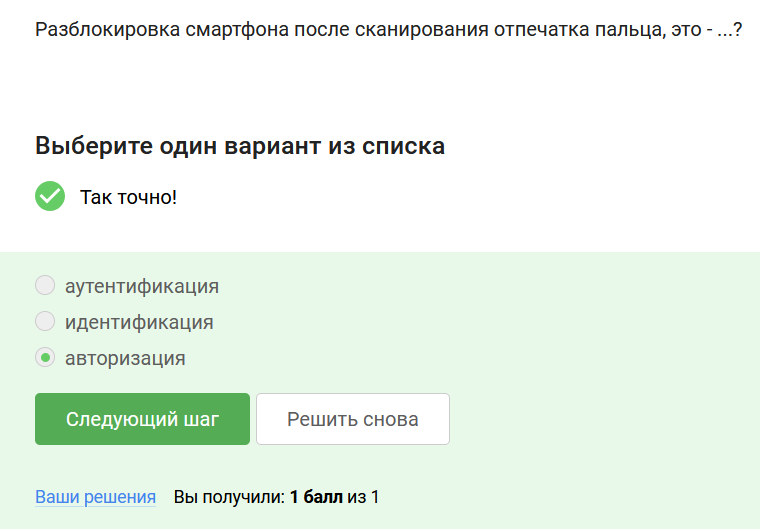 Разблокировка смартфона после сканирования отпечатка пальца, это - ...?
Выберите один вариант из списка
Так точно!
аутентификация
идентификация
авторизация
Следующий шаг
Решить снова
Ваши решения Вы получили: 1 балл из 1